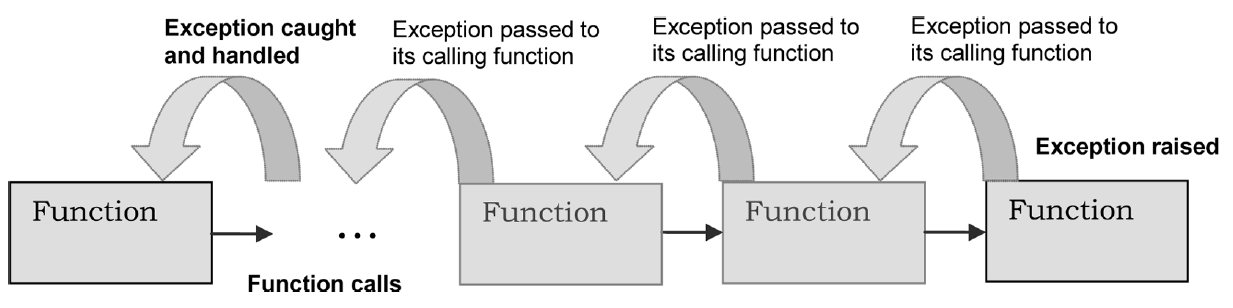 Exception caught
and handled
Exception passed to
its calling function
Exception passed to
its calling function
Exception passed to
its calling function
Exception raised
Function
...
Function
Function
Function
Function calls